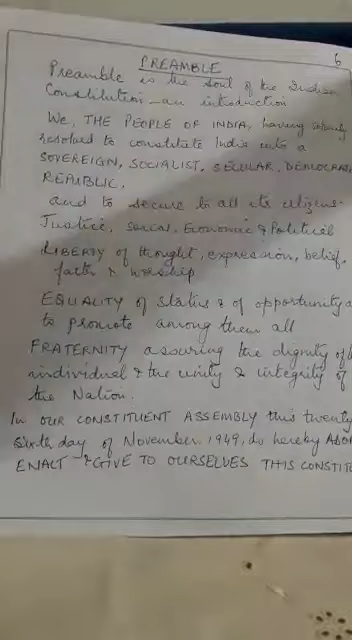 6
PREAMBLE
Preamble is the soul of the Indian
Constitution - an introduction
We, THE PEOPLE OF INDIA, having solemnly
resolved to constitute India into a
SOVEREIGN, SOCIALIST, SECULAR, DEMOCRA
REPUBLIC,
and to secure to all its citizens:
Justice, social, Economic & Political
LIBERTY of thought, expression, belief,
faith & worship
EQUALITY of status & of opportunity a
to promote among them all
FRATERNITY assuring the dignity of
individual & the unity & integrity of
the Nation.
In OUR CONSTITUENT ASSEMBLY this twenty
sixth day of November 1949, do hereby ADO
ENACT & GIVE TO OURSELVES THIS CONSTIT